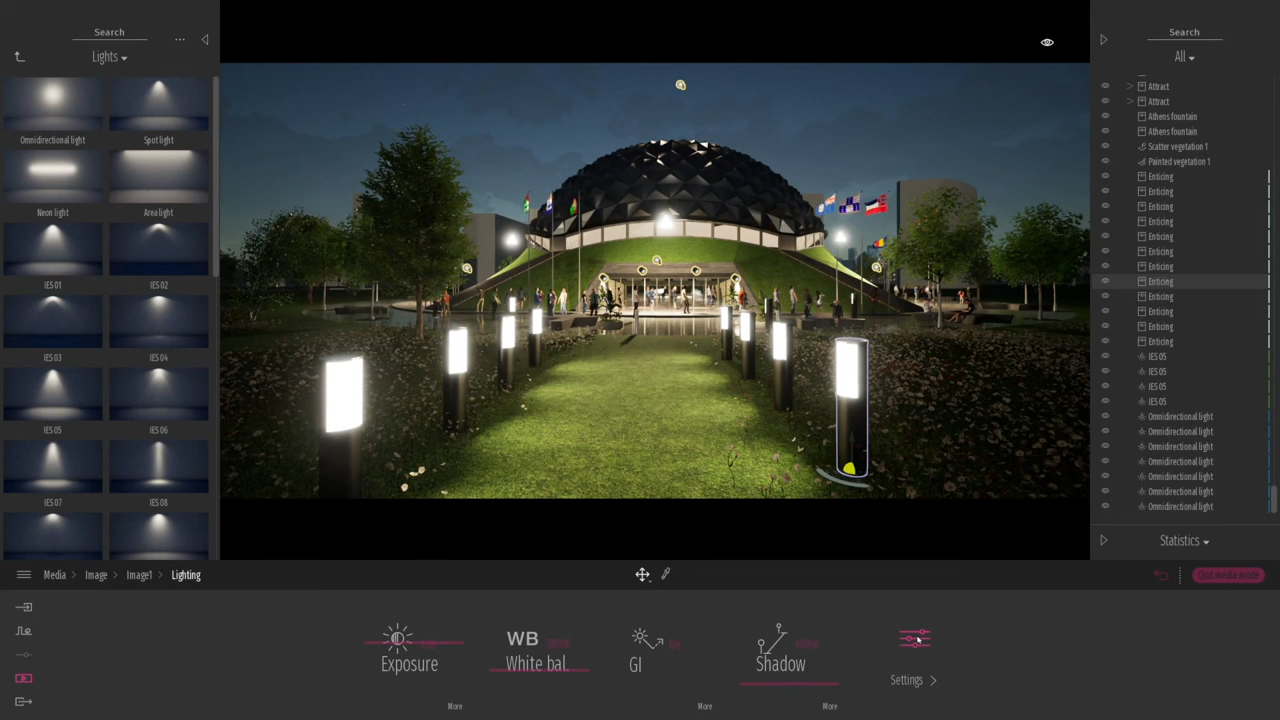 Search
Lights
Omnidirectional light
Spot light
Neon light
Area light
IES 01
IES 02
IES 03
IES 04
IES 05
IES 06
IES 07
IES 08
Search
All
Attract
Attract
Athens fountain
Athens fountain
Scatter vegetation 1
Painted vegetation 1
Enticing
Enticing
Enticing
Enticing
Enticing
Enticing
Enticing
Enticing
Enticing
Enticing
Enticing
Enticing
IES 05
IES 05
IES 05
IES 05
Omnidirectional light
Omnidirectional light
Omnidirectional light
Omnidirectional light
Omnidirectional light
Omnidirectional light
Omnidirectional light
Statistics
Media > Image > Image1 > Lighting
Quit media mode
Exposure
WB
White bal.
GI
Shadow
Settings
More
More
More